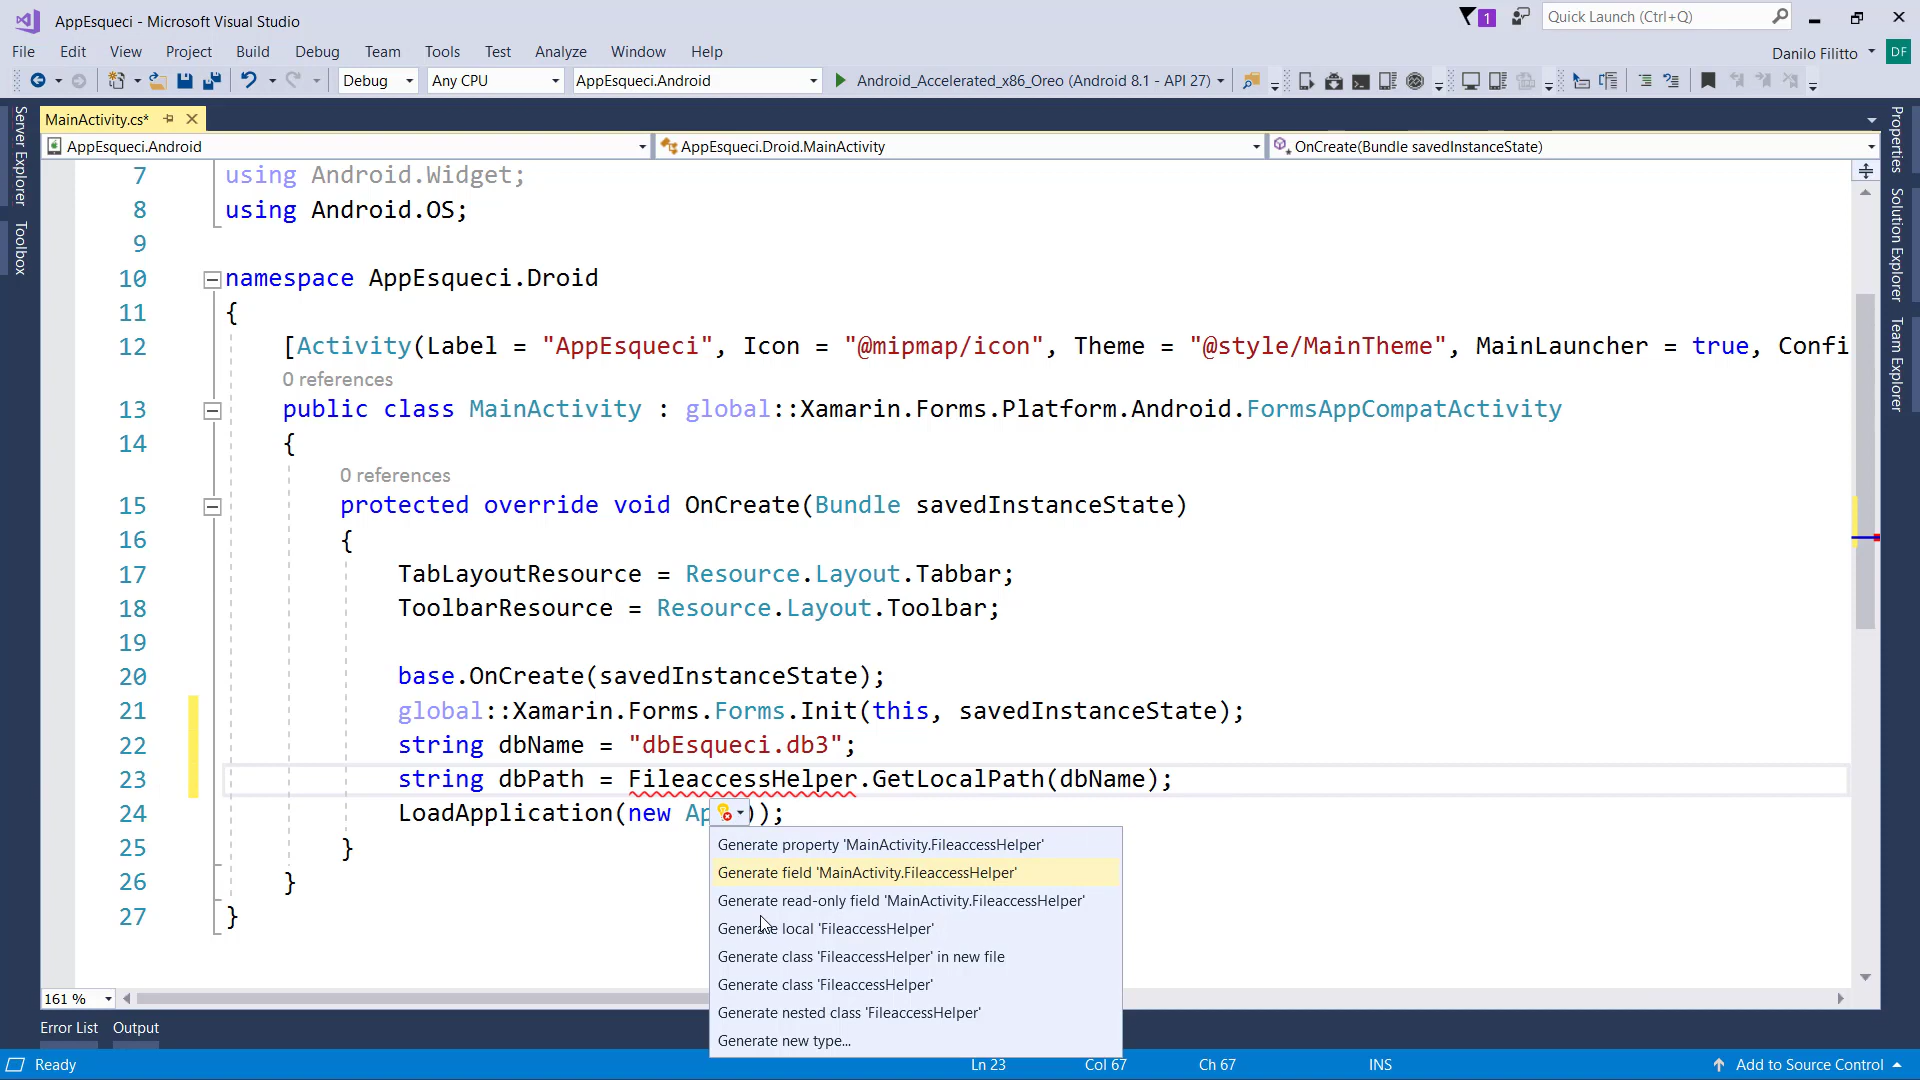 AppEsqueci - Microsoft Visual Studio
1
Quick Launch (Ctrl+Q)
File Edit View Project Build Debug Team Tools Test Analyze Window Help
Danilo Filitto DF
Debug Any CPU AppEsqueci.Android Android_Accelerated_x86_Oreo (Android 8.1 - API 27)
Server Explorer
Toolbox
Properties
Solution Explorer
Team Explorer
MainActivity.cs*
AppEsqueci.Android AppEsqueci.Droid.MainActivity OnCreate(Bundle savedInstanceState)
7 using Android.Widget;
8 using Android.OS;
9
10 namespace AppEsqueci.Droid
11 {
12 [Activity(Label = "AppEsqueci", Icon = "@mipmap/icon", Theme = "@style/MainTheme", MainLauncher = true, Confi
0 references
13 public class MainActivity : global::Xamarin.Forms.Platform.Android.FormsAppCompatActivity
14 {
0 references
15 protected override void OnCreate(Bundle savedInstanceState)
16 {
17 TabLayoutResource = Resource.Layout.Tabbar;
18 ToolbarResource = Resource.Layout.Toolbar;
19
20 base.OnCreate(savedInstanceState);
21 global::Xamarin.Forms.Forms.Init(this, savedInstanceState);
22 string dbName = "dbEsqueci.db3";
23 string dbPath = FileaccessHelper.GetLocalPath(dbName);
24 LoadApplication(new Ap ));
25 }
26 }
27 }
Generate property 'MainActivity.FileaccessHelper'
Generate field 'MainActivity.FileaccessHelper'
Generate read-only field 'MainActivity.FileaccessHelper'
Generate local 'FileaccessHelper'
Generate class 'FileaccessHelper' in new file
Generate class 'FileaccessHelper'
Generate nested class 'FileaccessHelper'
Generate new type...
161 %
Error List Output
Ready Ln 23 Col 67 Ch 67 INS Add to Source Control